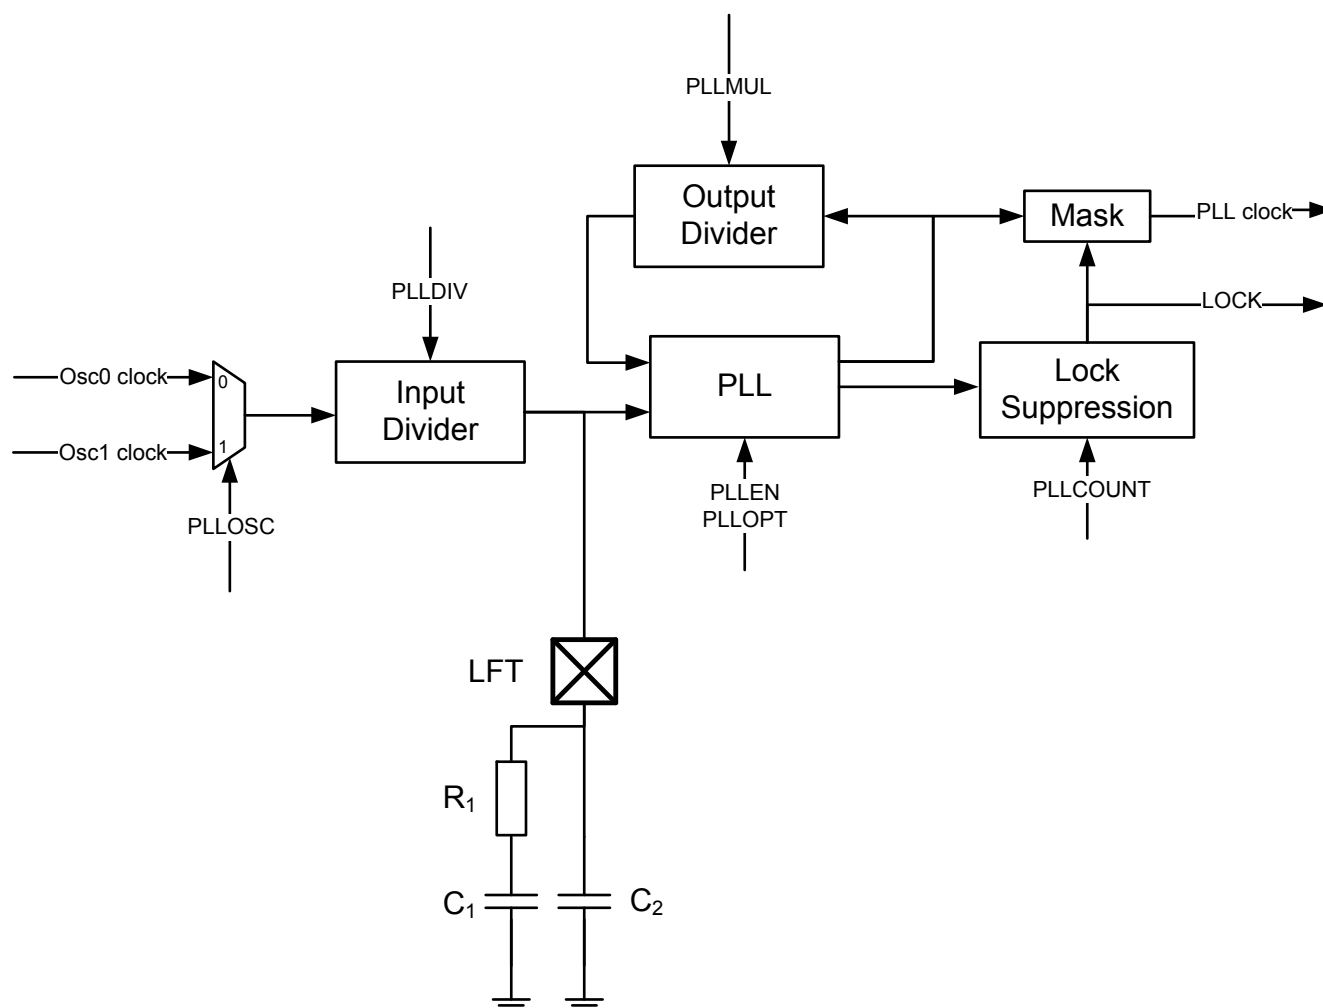 PLLMUL
Output
Divider
Mask
PLL clock
PLLDIV
LOCK
Osc0 clock
0
Input
Divider
PLL
Lock
Suppression
Osc1 clock
1
PLLOSC
PLLEN
PLLOPT
PLLCOUNT
LFT
R1
C1
C2